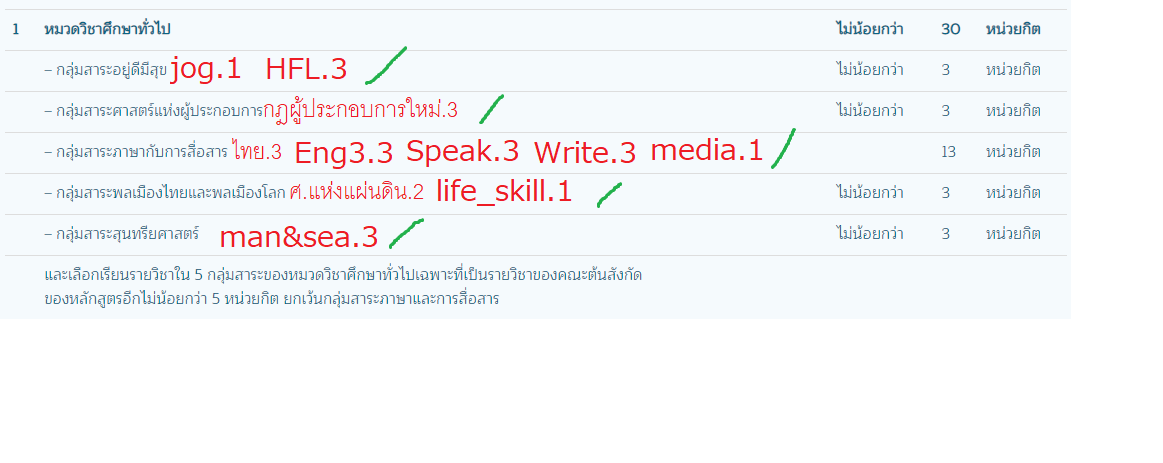 1 หมวดวิชาศึกษาทั่วไป ไม่น้อยกว่า 30 หน่วยกิต
– กลุ่มสาระอยู่ดีมีสุข jog.1 HFL.3 ไม่น้อยกว่า 3 หน่วยกิต
– กลุ่มสาระศาสตร์แห่งผู้ประกอบการกฎผู้ประกอบการใหม่.3 ไม่น้อยกว่า 3 หน่วยกิต
– กลุ่มสาระภาษากับการสื่อสาร ไทย.3 Eng3.3 Speak.3 Write.3 media.1 13 หน่วยกิต
– กลุ่มสาระพลเมืองไทยและพลเมืองโลก ศ.แห่งแผ่นดิน.2 life_skill.1 ไม่น้อยกว่า 3 หน่วยกิต
– กลุ่มสาระสุนทรียศาสตร์ man&sea.3 ไม่น้อยกว่า 3 หน่วยกิต
และเลือกเรียนรายวิชาใน 5 กลุ่มสาระของหมวดวิชาศึกษาทั่วไปเฉพาะที่เป็นรายวิชาของคณะต้นสังกัด
ของหลักสูตรอีกไม่น้อยกว่า 5 หน่วยกิต ยกเว้นกลุ่มสาระภาษาและการสื่อสาร